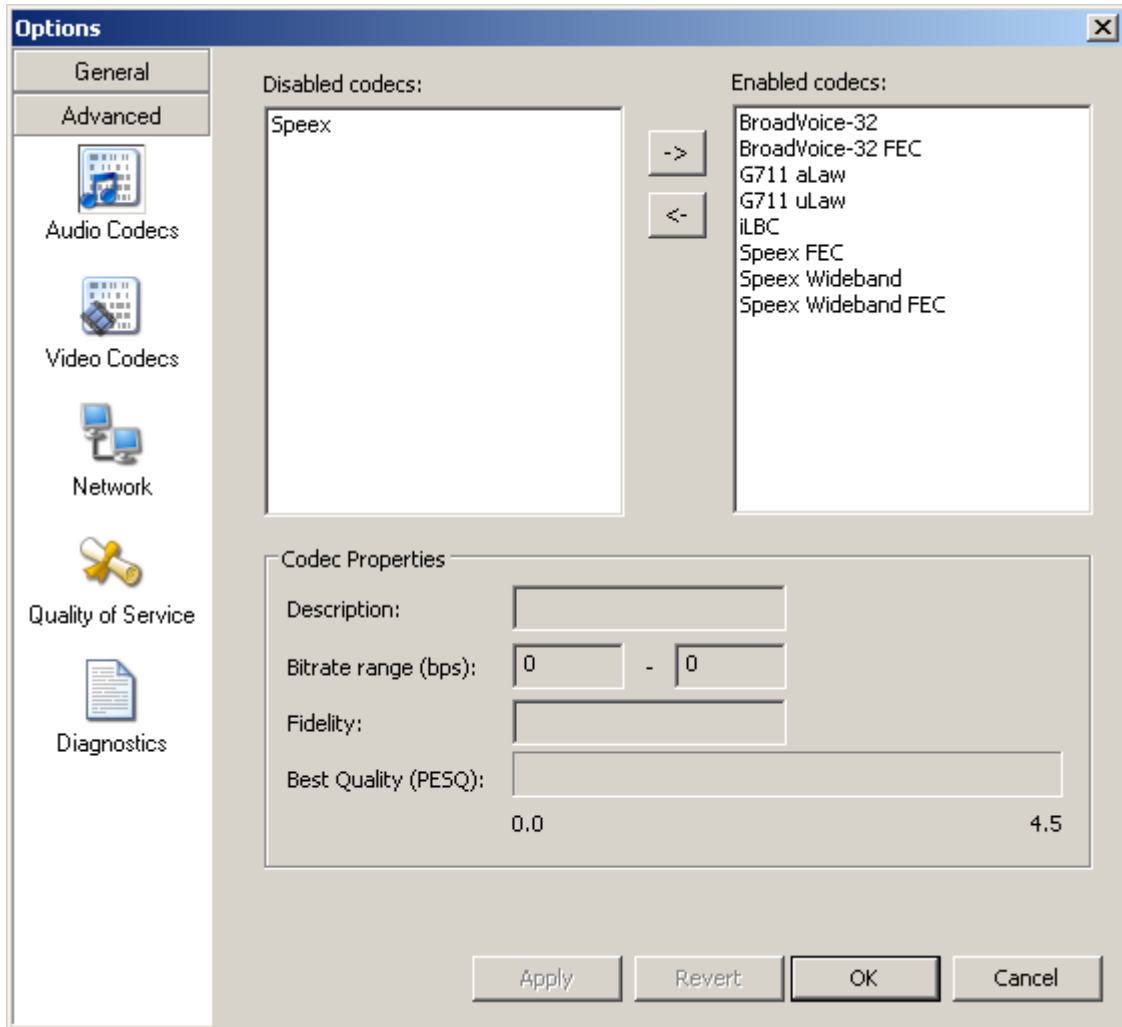 Options
General
Advanced
Audio Codecs
Video Codecs
Network
Quality of Service
Diagnostics
Disabled codecs:
Speex
->
<-
Enabled codecs:
BroadVoice-32
BroadVoice-32 FEC
G711 aLaw
G711 uLaw
iLBC
Speex FEC
Speex Wideband
Speex Wideband FEC
Codec Properties
Description:
Bitrate range (bps): 0 - 0
Fidelity:
Best Quality (PESQ):
0.0 4.5
Apply Revert OK Cancel